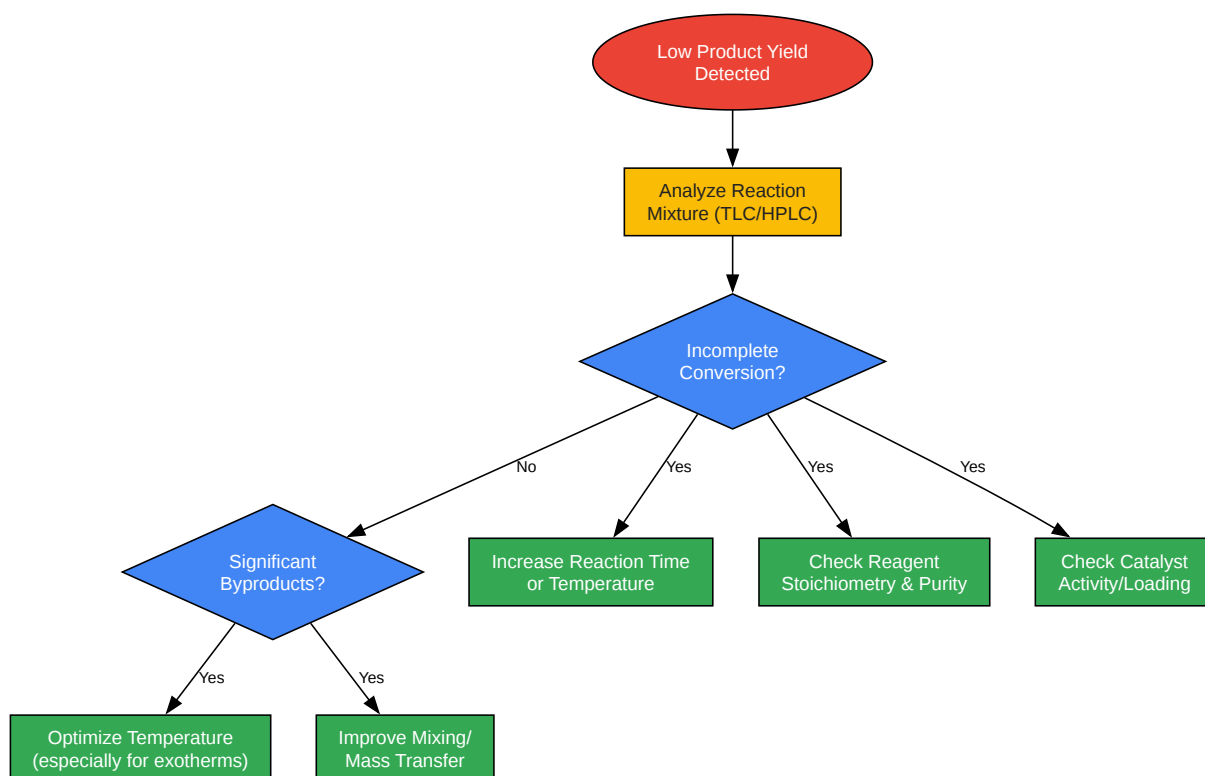 Low Product Yield
Detected
Analyze Reaction
Mixture (TLC/HPLC)
Incomplete
Conversion?
No
Yes
Yes
Yes
Significant
Byproducts?
Increase Reaction Time
or Temperature
Check Reagent
Stoichiometry & Purity
Check Catalyst
Activity/Loading
Yes
Yes
Optimize Temperature
(especially for exotherms)
Improve Mixing/
Mass Transfer